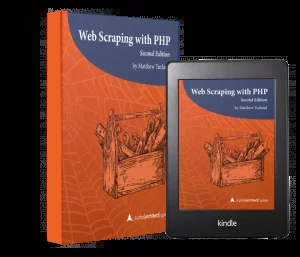 Web Scraping with PHP
Second Edition
by Matthew Turland
Web Scraping with PHP
Second Edition
by Matthew Turland
kindle